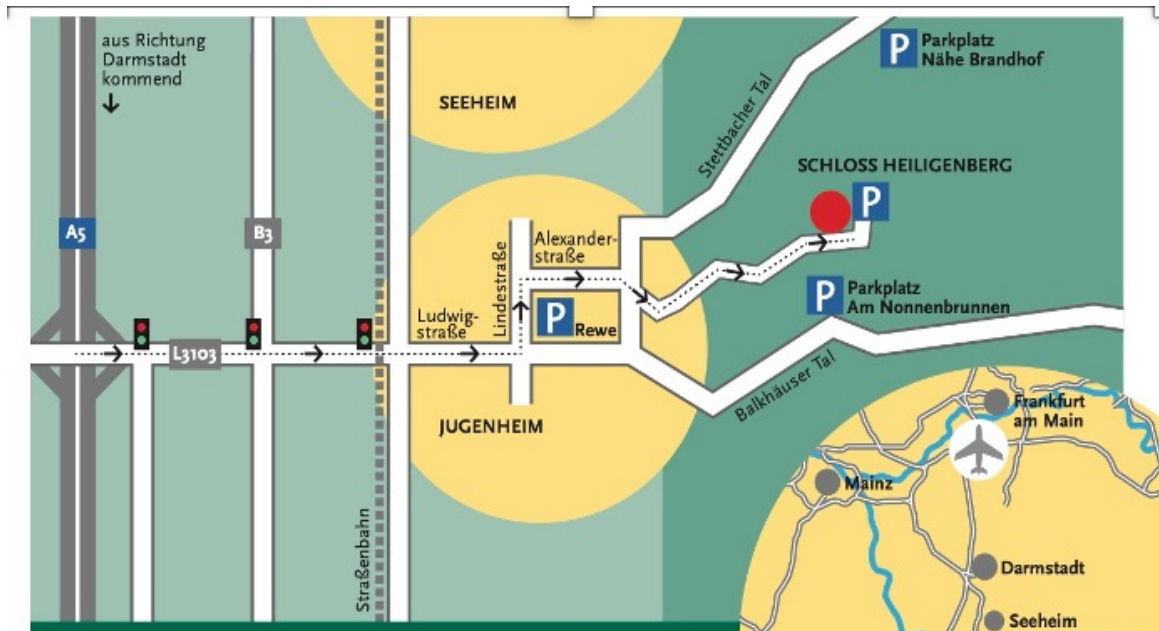 aus Richtung
Darmstadt
kommend
SEEHEIM
Stettbacher Tal
P
Parkplatz
Nähe Brandhof
SCHLOSS HEILIGENBERG
P
A5
B3
Alexander-
straße
Lindestraße
Ludwig-
straße
P
Rewe
P
Parkplatz
Am Nonnenbrunnen
L3103
Balkhäuser Tal
JUGENHEIM
Straßenbahn
Frankfurt
am Main
Mainz
Darmstadt
Seeheim